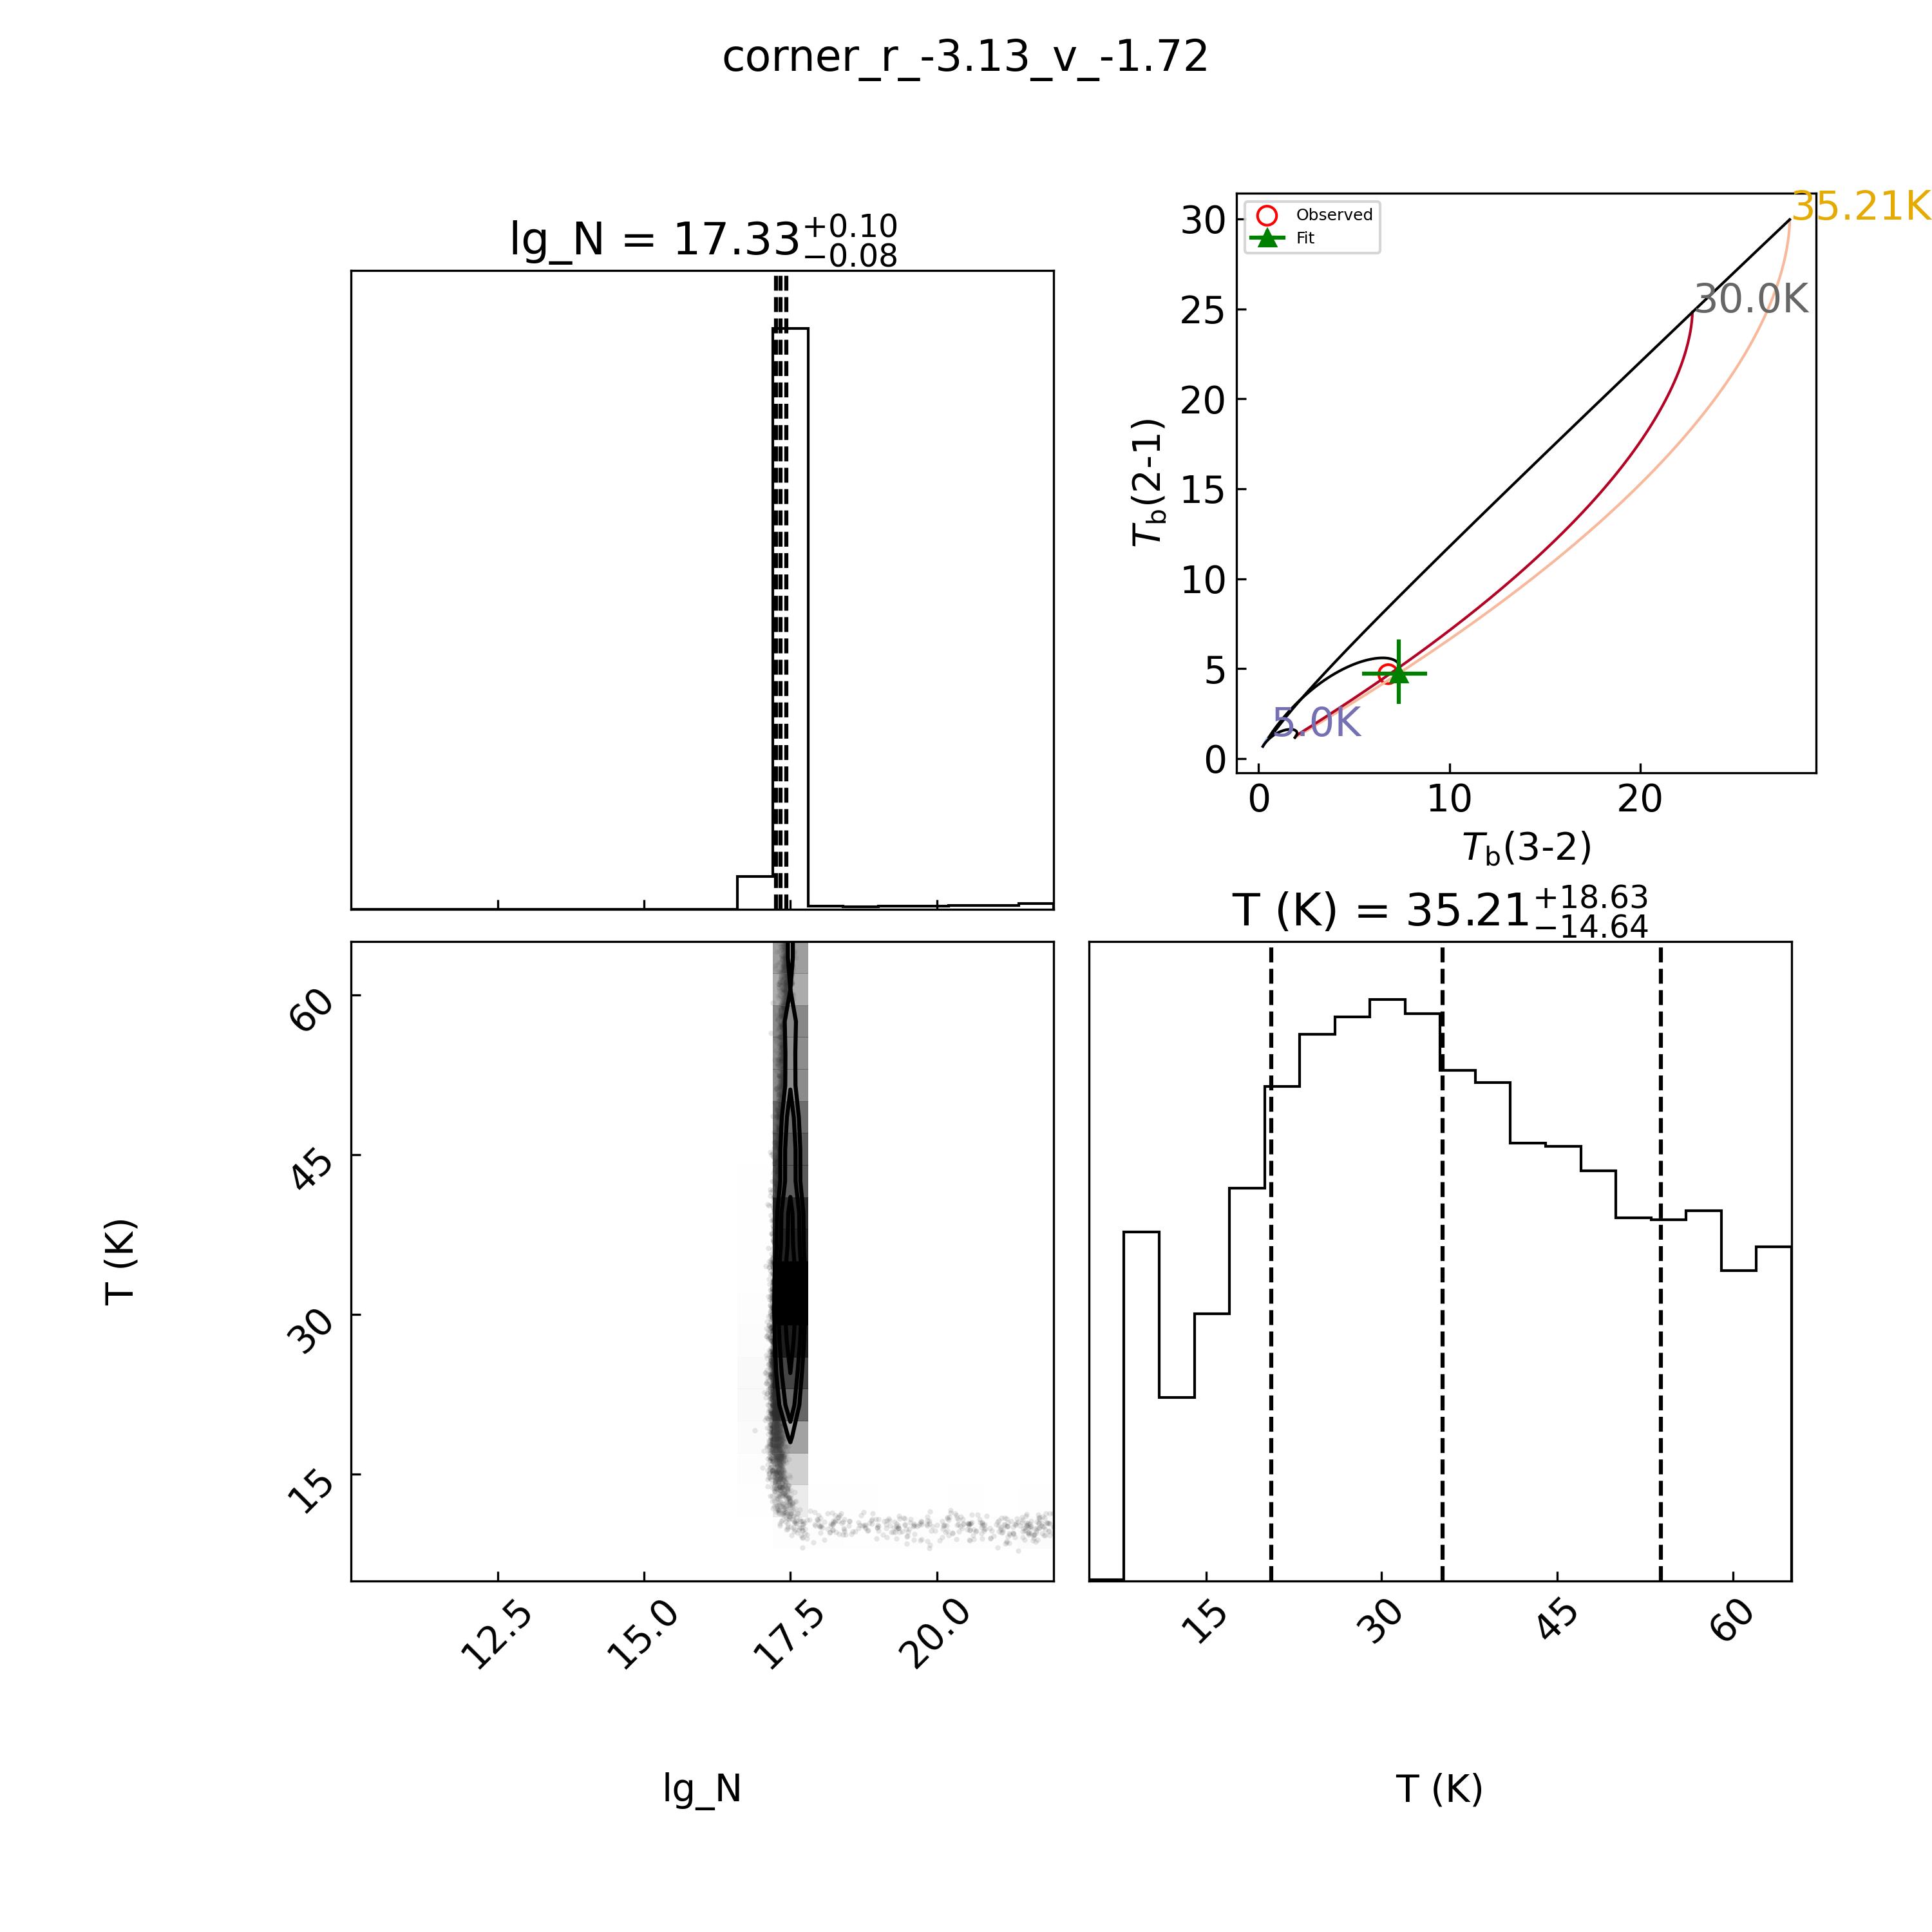 corner_r_-3.13_v_-1.72
lg_N = 17.33+0.10
−0.08
35.21K
30
Observed
Fit
30.0K
25
20
15
10
5
5.0K
0
Tb(2-1)
0 10 20
Tb(3-2)
T (K) = 35.21+18.63
−14.64
60
45
30
15
T (K)
12.5 15.0 17.5 20.0
15 30 45 60
lg_N
T (K)